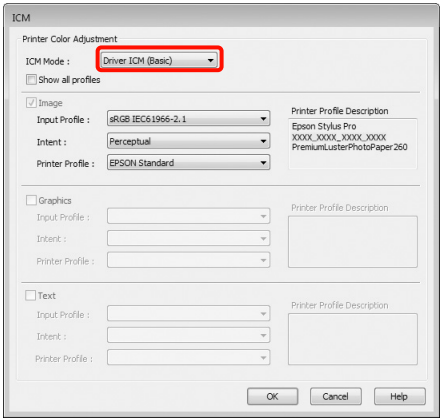 ICM
Printer Color Adjustment
ICM Mode : Driver ICM (Basic)
Show all profiles
Image
Input Profile : sRGB IEC61966-2.1
Intent : Perceptual
Printer Profile : EPSON Standard
Printer Profile Description
Epson Stylus Pro
XXXX_XXXX_XXXX_XXXX
PremiumLusterPhotoPaper260
Graphics
Input Profile :
Intent :
Printer Profile :
Printer Profile Description
Text
Input Profile :
Intent :
Printer Profile :
Printer Profile Description
OK Cancel Help